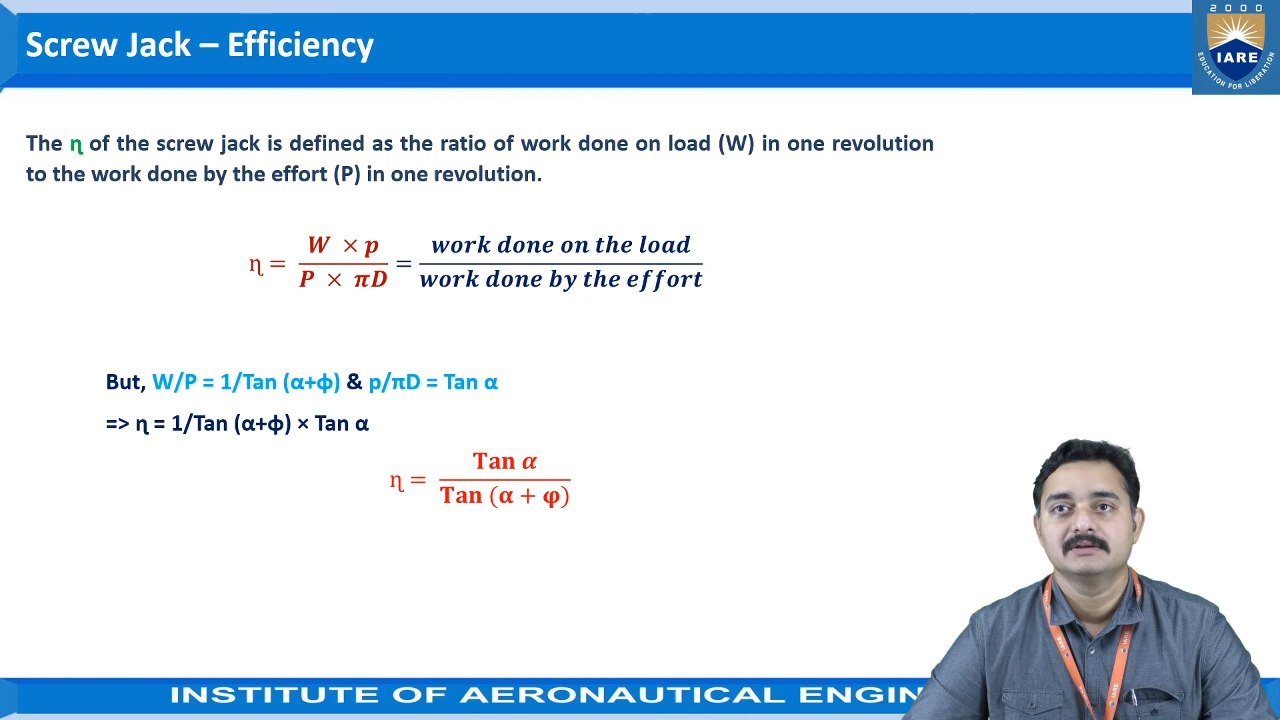 Screw Jack – Efficiency
2000
IARE
EDUCATION FOR LIBERATION
The ɳ of the screw jack is defined as the ratio of work done on load (W) in one revolution
to the work done by the effort (P) in one revolution.
ɳ = W × p / P × πD = work done on the load / work done by the effort
But, W/P = 1/Tan (α+ф) & p/πD = Tan α
=> ɳ = 1/Tan (α+ф) × Tan α
ɳ = Tan α / Tan (α + φ)
IARE
INSTITUTE OF AERONAUTICAL ENGIN